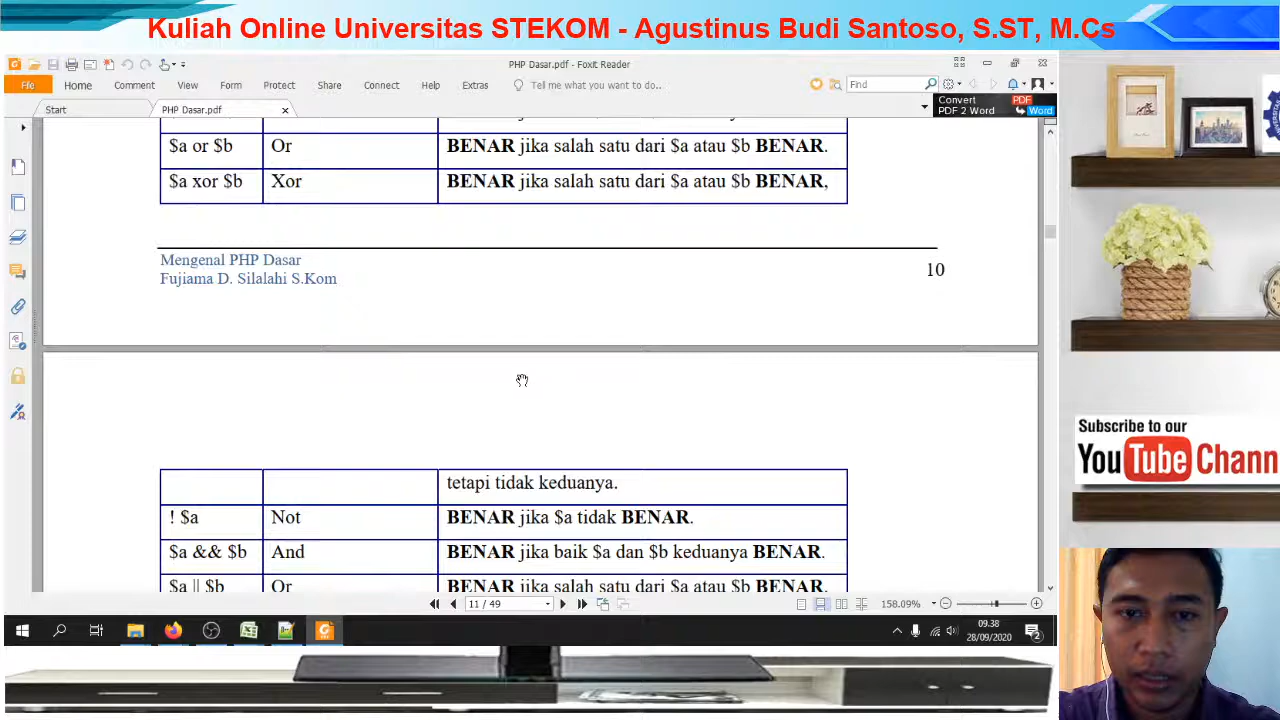 Kuliah Online Universitas STEKOM - Agustinus Budi Santoso, S.ST, M.Cs
PHP Dasar.pdf - Foxit Reader
File Home Comment View Form Protect Share Connect Help Extras Tell me what you want to do.. Find
Start PHP Dasar.pdf
Convert PDF
PDF 2 Word Word
$a or $b Or BENAR jika salah satu dari $a atau $b BENAR.
$a xor $b Xor BENAR jika salah satu dari $a atau $b BENAR,
Mengenal PHP Dasar
Fujiama D. Silalahi S.Kom
10
tetapi tidak keduanya.
! $a Not BENAR jika $a tidak BENAR.
$a && $b And BENAR jika baik $a dan $b keduanya BENAR.
$a || $b Or BENAR jika salah satu dari $a atau $b BENAR.
11 / 49
158.09%
09.38
28/09/2020
2
Subscribe to our
YouTube Chann